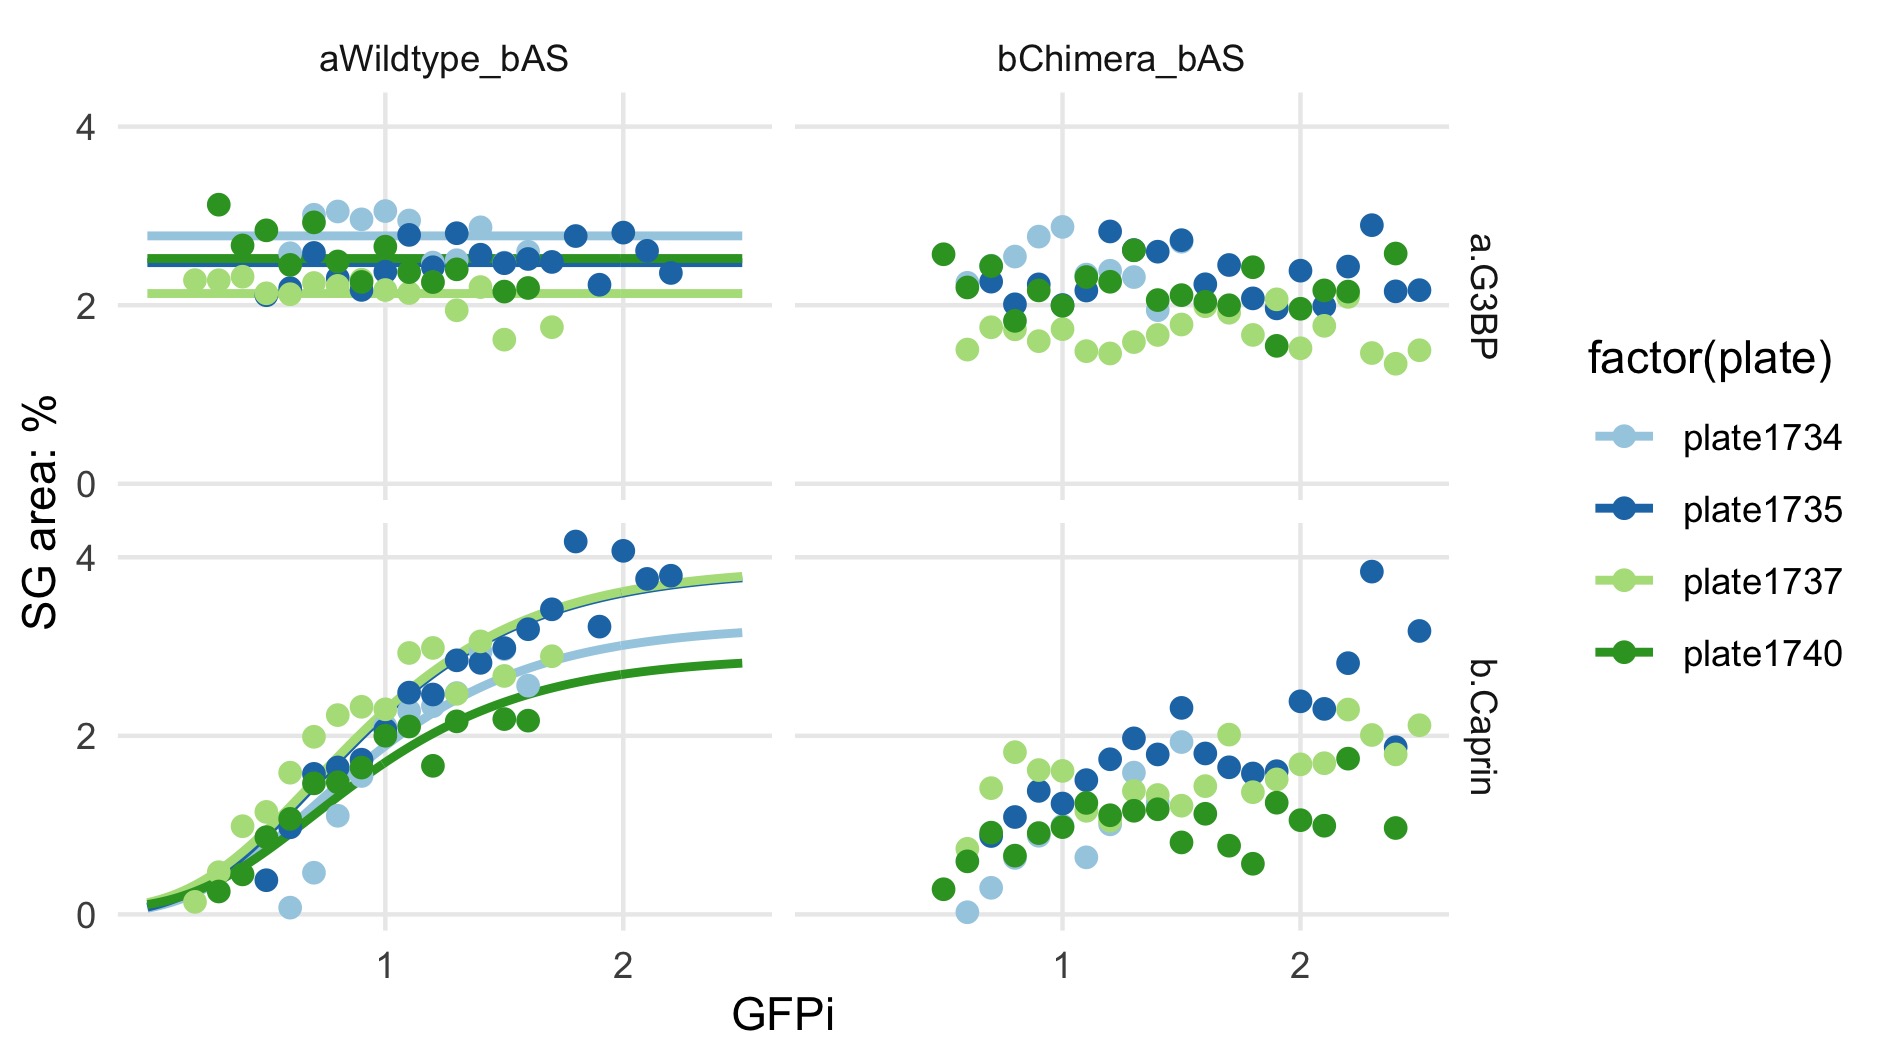 aWildtype_bAS
bChimera_bAS
4
2
0
a.G3BP
4
2
0
b.Caprin
SG area: %
1
2
1
2
GFPi
factor(plate)
plate1734
plate1735
plate1737
plate1740